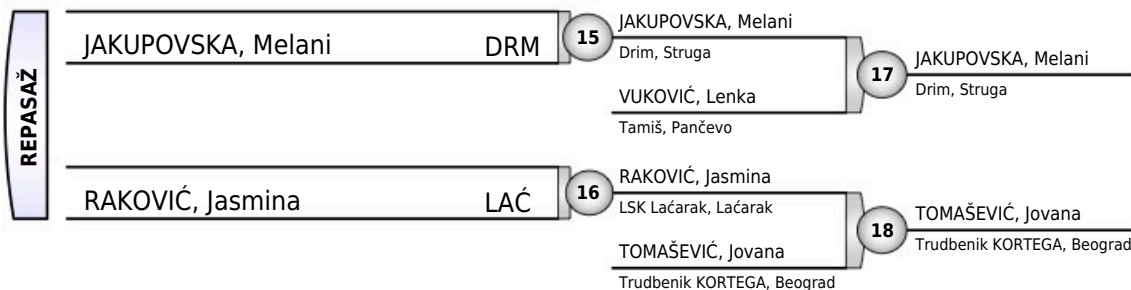 REPASAŽ
JAKUPOVSKA, Melani DRM
15
JAKUPOVSKA, Melani
Drim, Struga
VUKOVIĆ, Lenka
Tamiš, Pančevo
17
JAKUPOVSKA, Melani
Drim, Struga
RAKOVIĆ, Jasmina LAĆ
16
RAKOVIĆ, Jasmina
LSK Laćarak, Laćarak
TOMAŠEVIĆ, Jovana
Trudbenik KORTEGA, Beograd
18
TOMAŠEVIĆ, Jovana
Trudbenik KORTEGA, Beograd